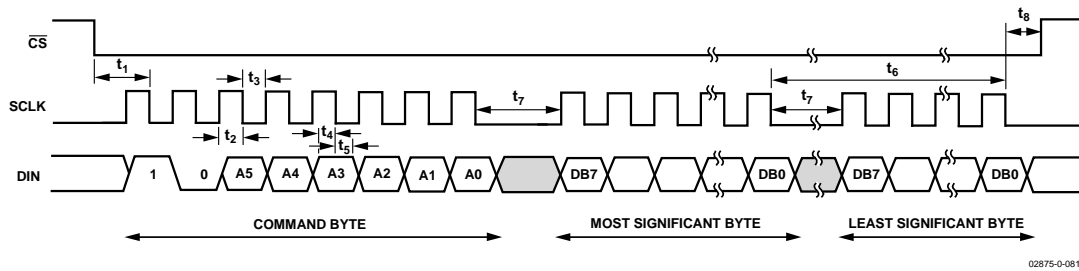 t8
CS
t1
t3
t6
SCLK
t7
t7
t2
t4
t5
DIN
1 0 A5 A4 A3 A2 A1 A0 DB7 DB0 DB7 DB0
COMMAND BYTE MOST SIGNIFICANT BYTE LEAST SIGNIFICANT BYTE
02875-0-081